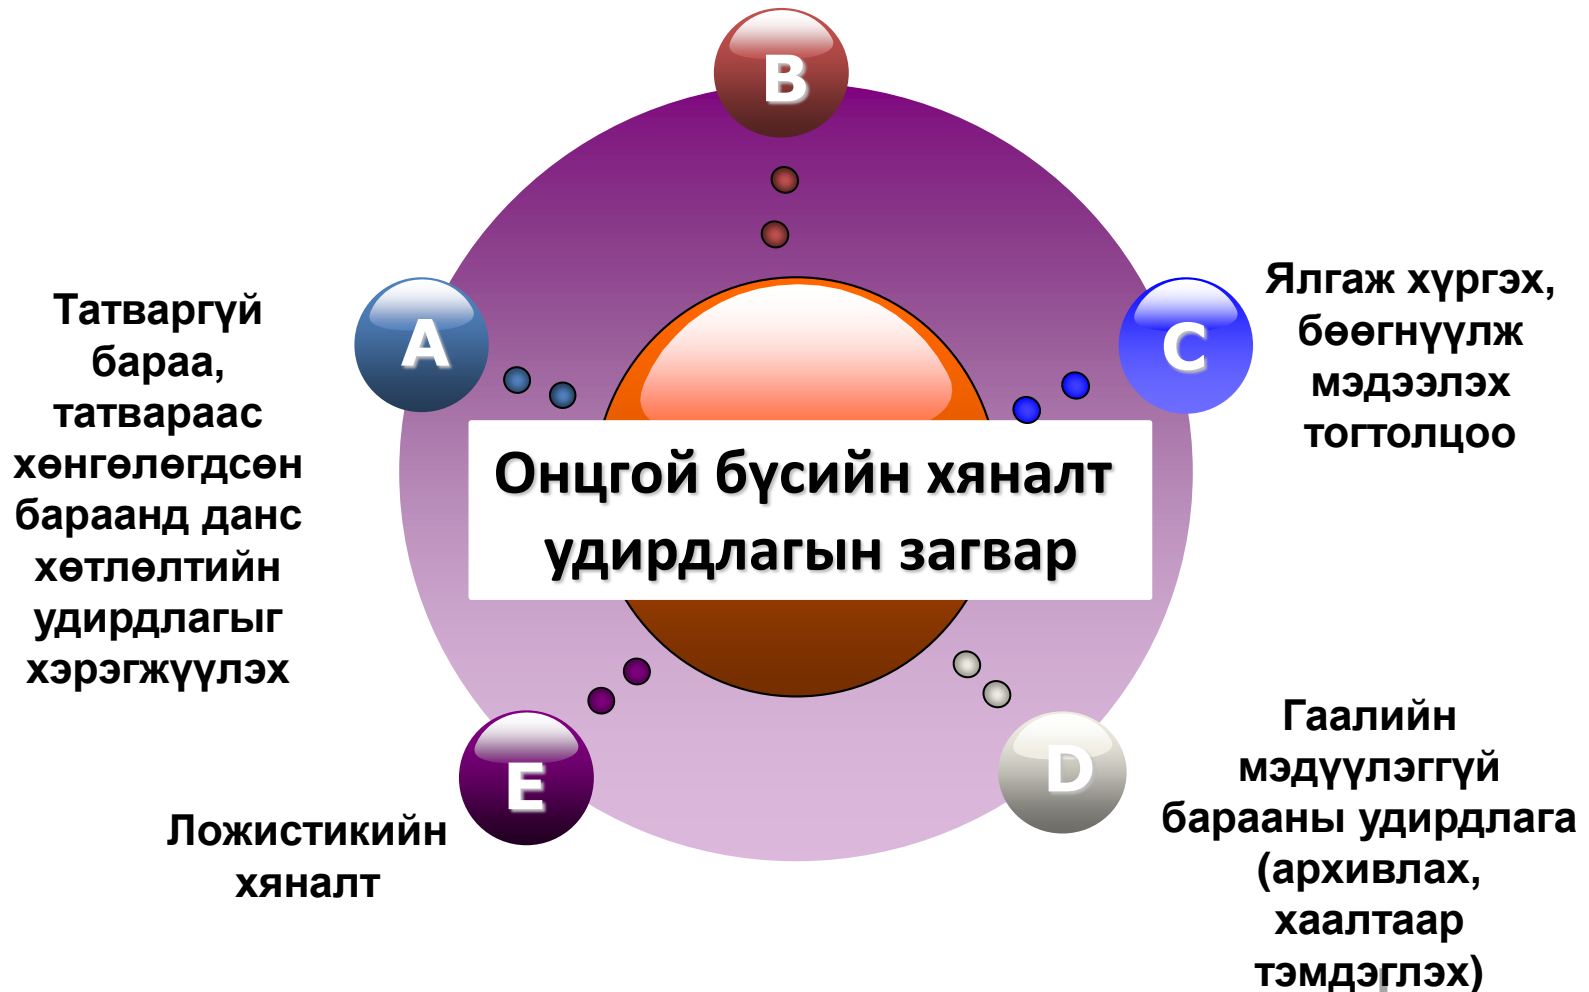 B
A
Татваргүй
бараа,
татвараас
хөнгөлөгдсөн
бараанд данс
хөтлөлтийн
удирдлагыг
хэрэгжүүлэх
C
Ялгаж хүргэх,
бөөгнүүлж
мэдээлэх
тогтолцоо
Онцгой бүсийн хяналт
удирдлагын загвар
E
Ложистикийн
хяналт
D
Гаалийн
мэдүүлэггүй
барааны удирдлага
(архивлах,
хаалтаар
тэмдэглэх)